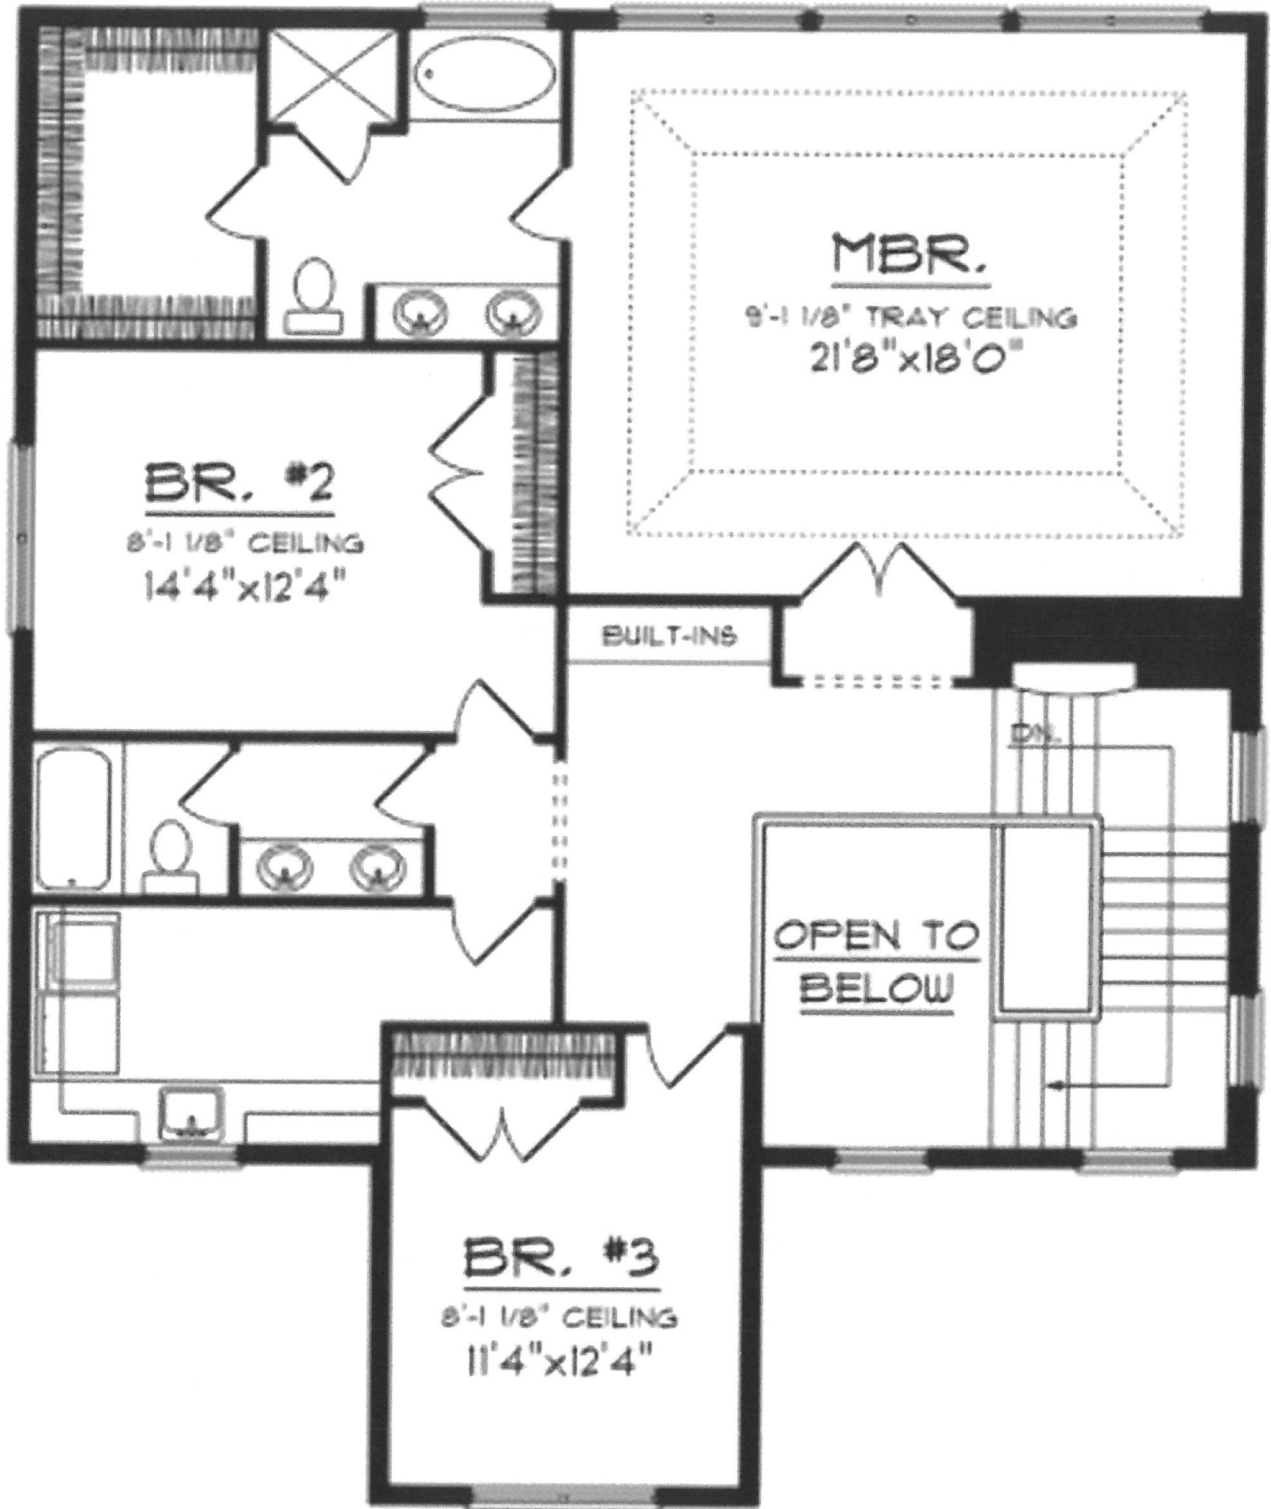 MBR.
9'-1 1/8" TRAY CEILING
21'8"x18'0"
BR. #2
8'-1 1/8" CEILING
14'4"x12'4"
BUILT-INS
DN.
OPEN TO
BELOW
BR. #3
8'-1 1/8" CEILING
11'4"x12'4"